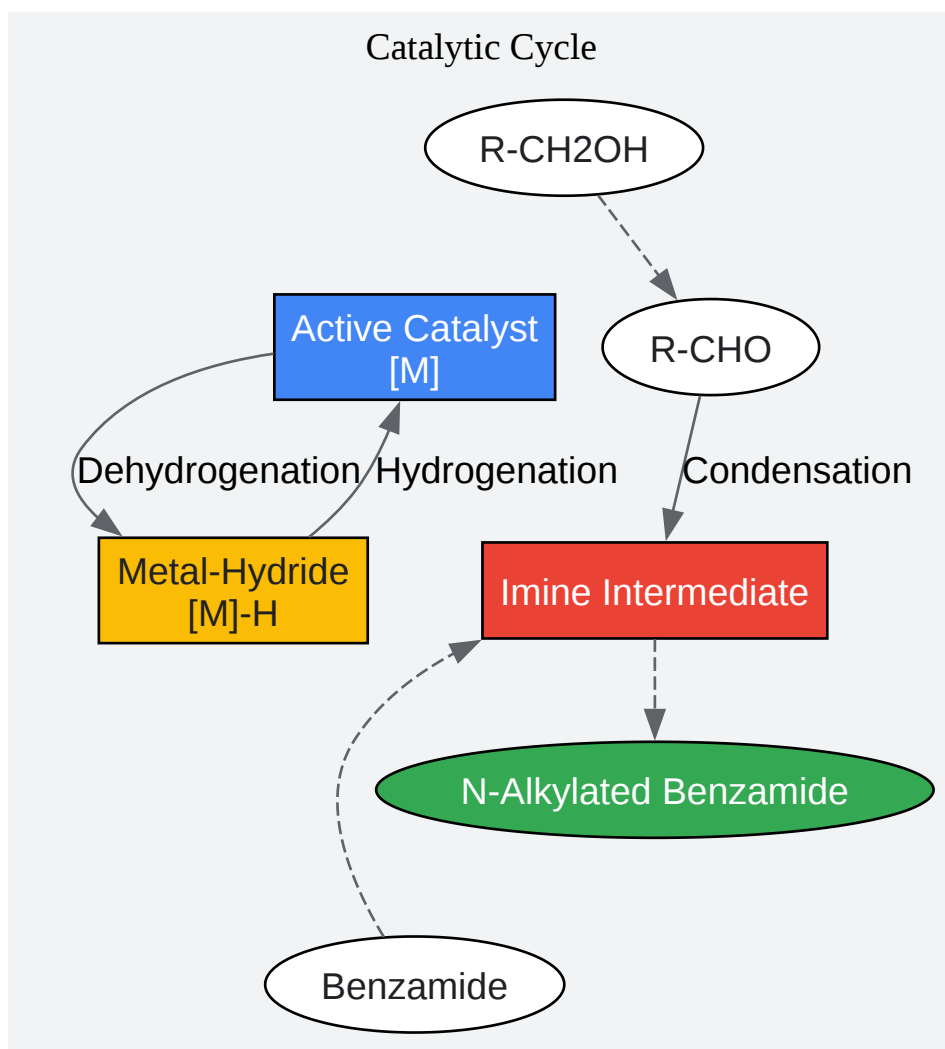 Catalytic Cycle
R-CH2OH
Active Catalyst
[M]
R-CHO
Dehydrogenation
Hydrogenation
Condensation
Metal-Hydride
[M]-H
Imine Intermediate
N-Alkylated Benzamide
Benzamide